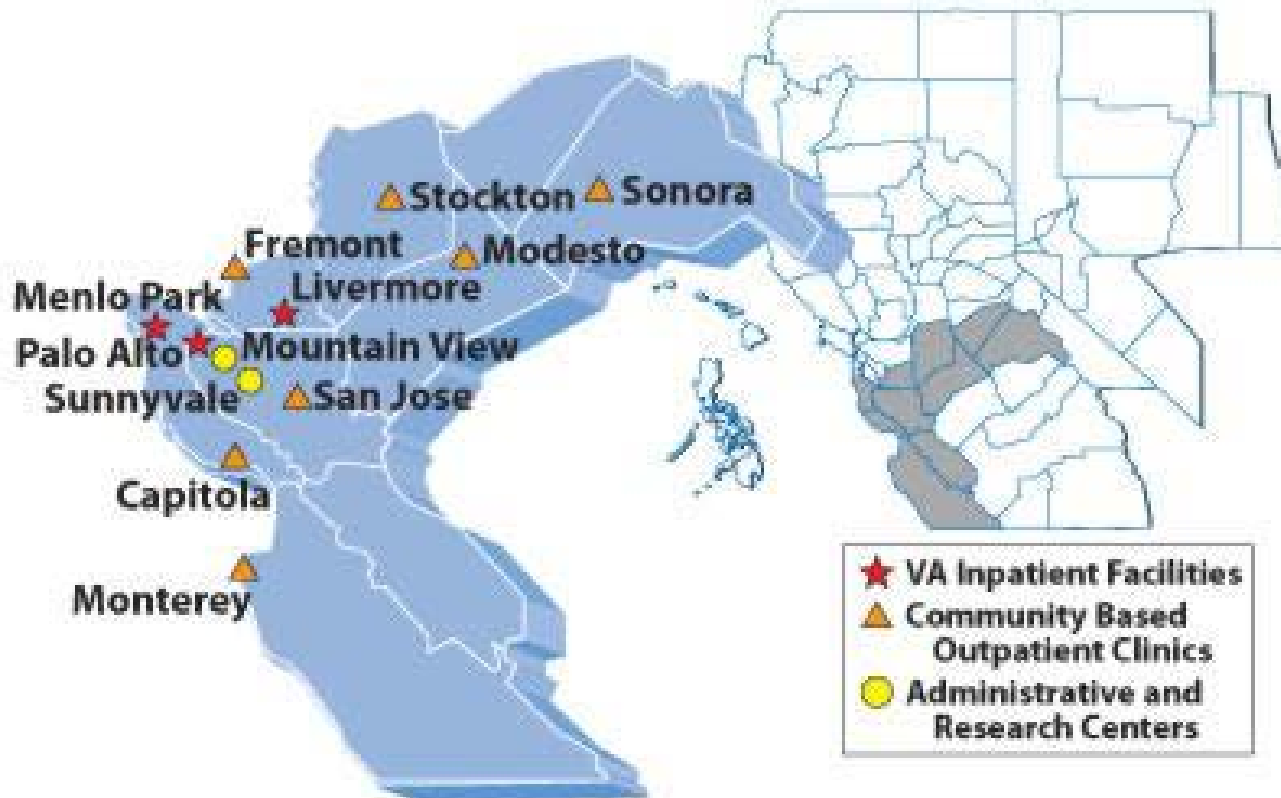 Stockton
Sonora
Fremont
Modesto
Livermore
Menlo Park
Palo Alto
Mountain View
Sunnyvale
San Jose
Capitola
Monterey
VA Inpatient Facilities
Community Based
Outpatient Clinics
Administrative and
Research Centers